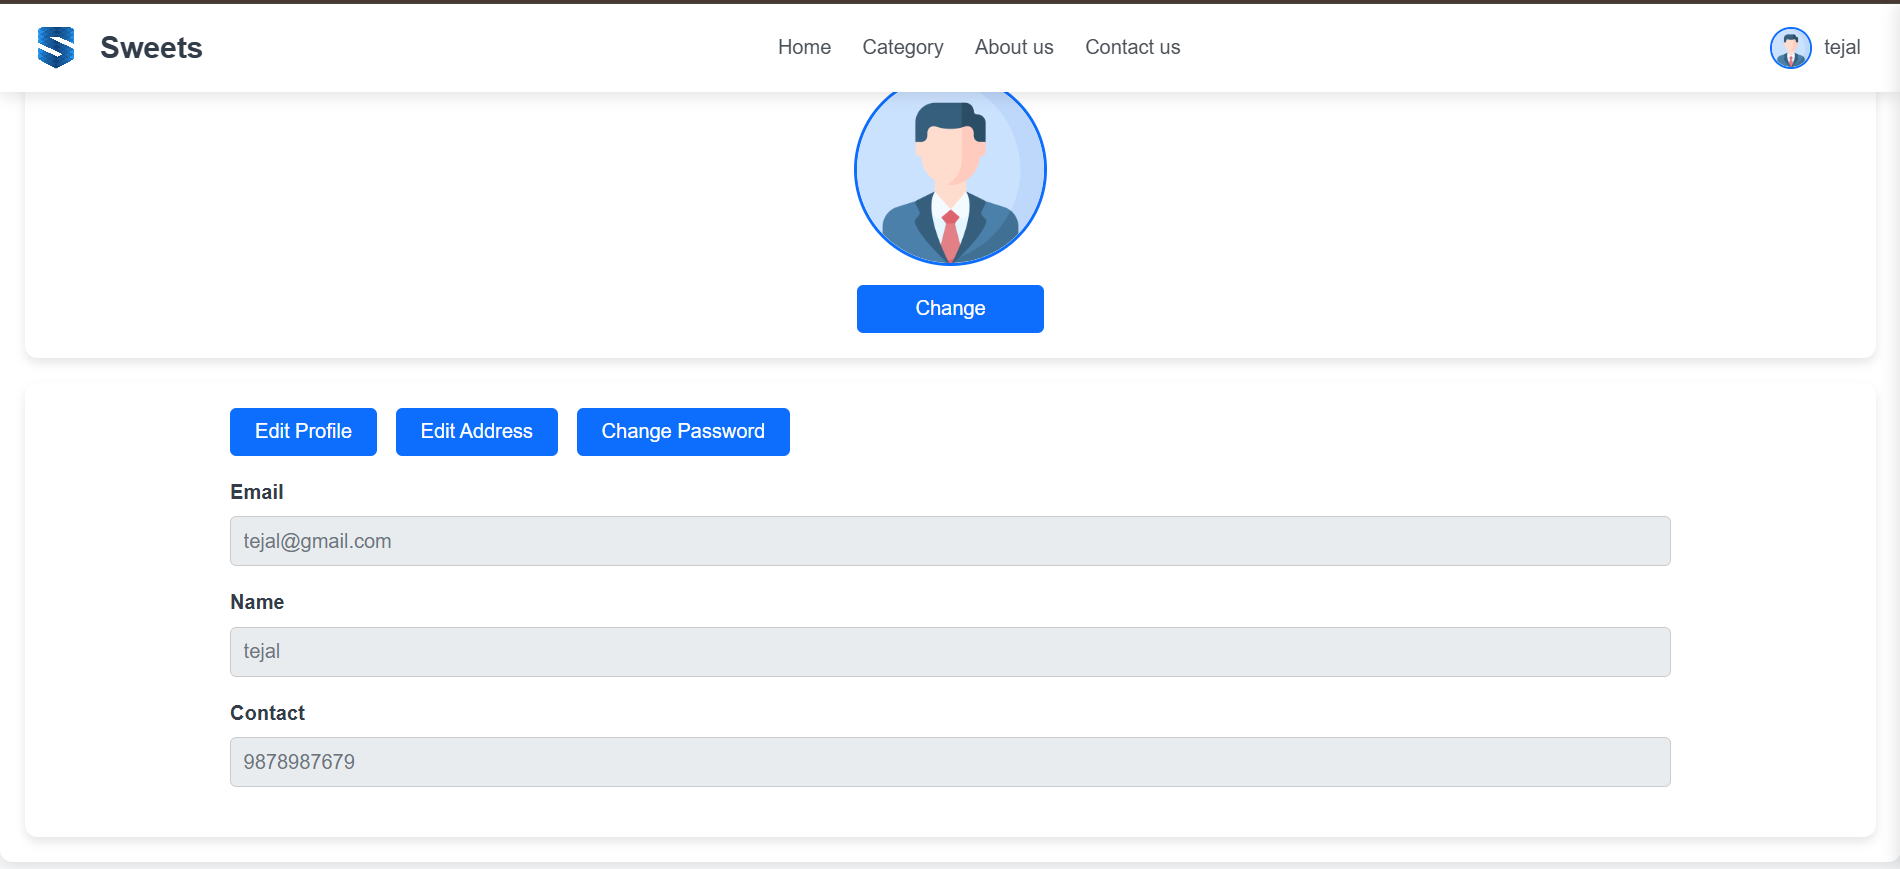 Sweets
Home Category About us Contact us
tejal
Change
Edit Profile Edit Address Change Password
Email
tejal@gmail.com
Name
tejal
Contact
9878987679